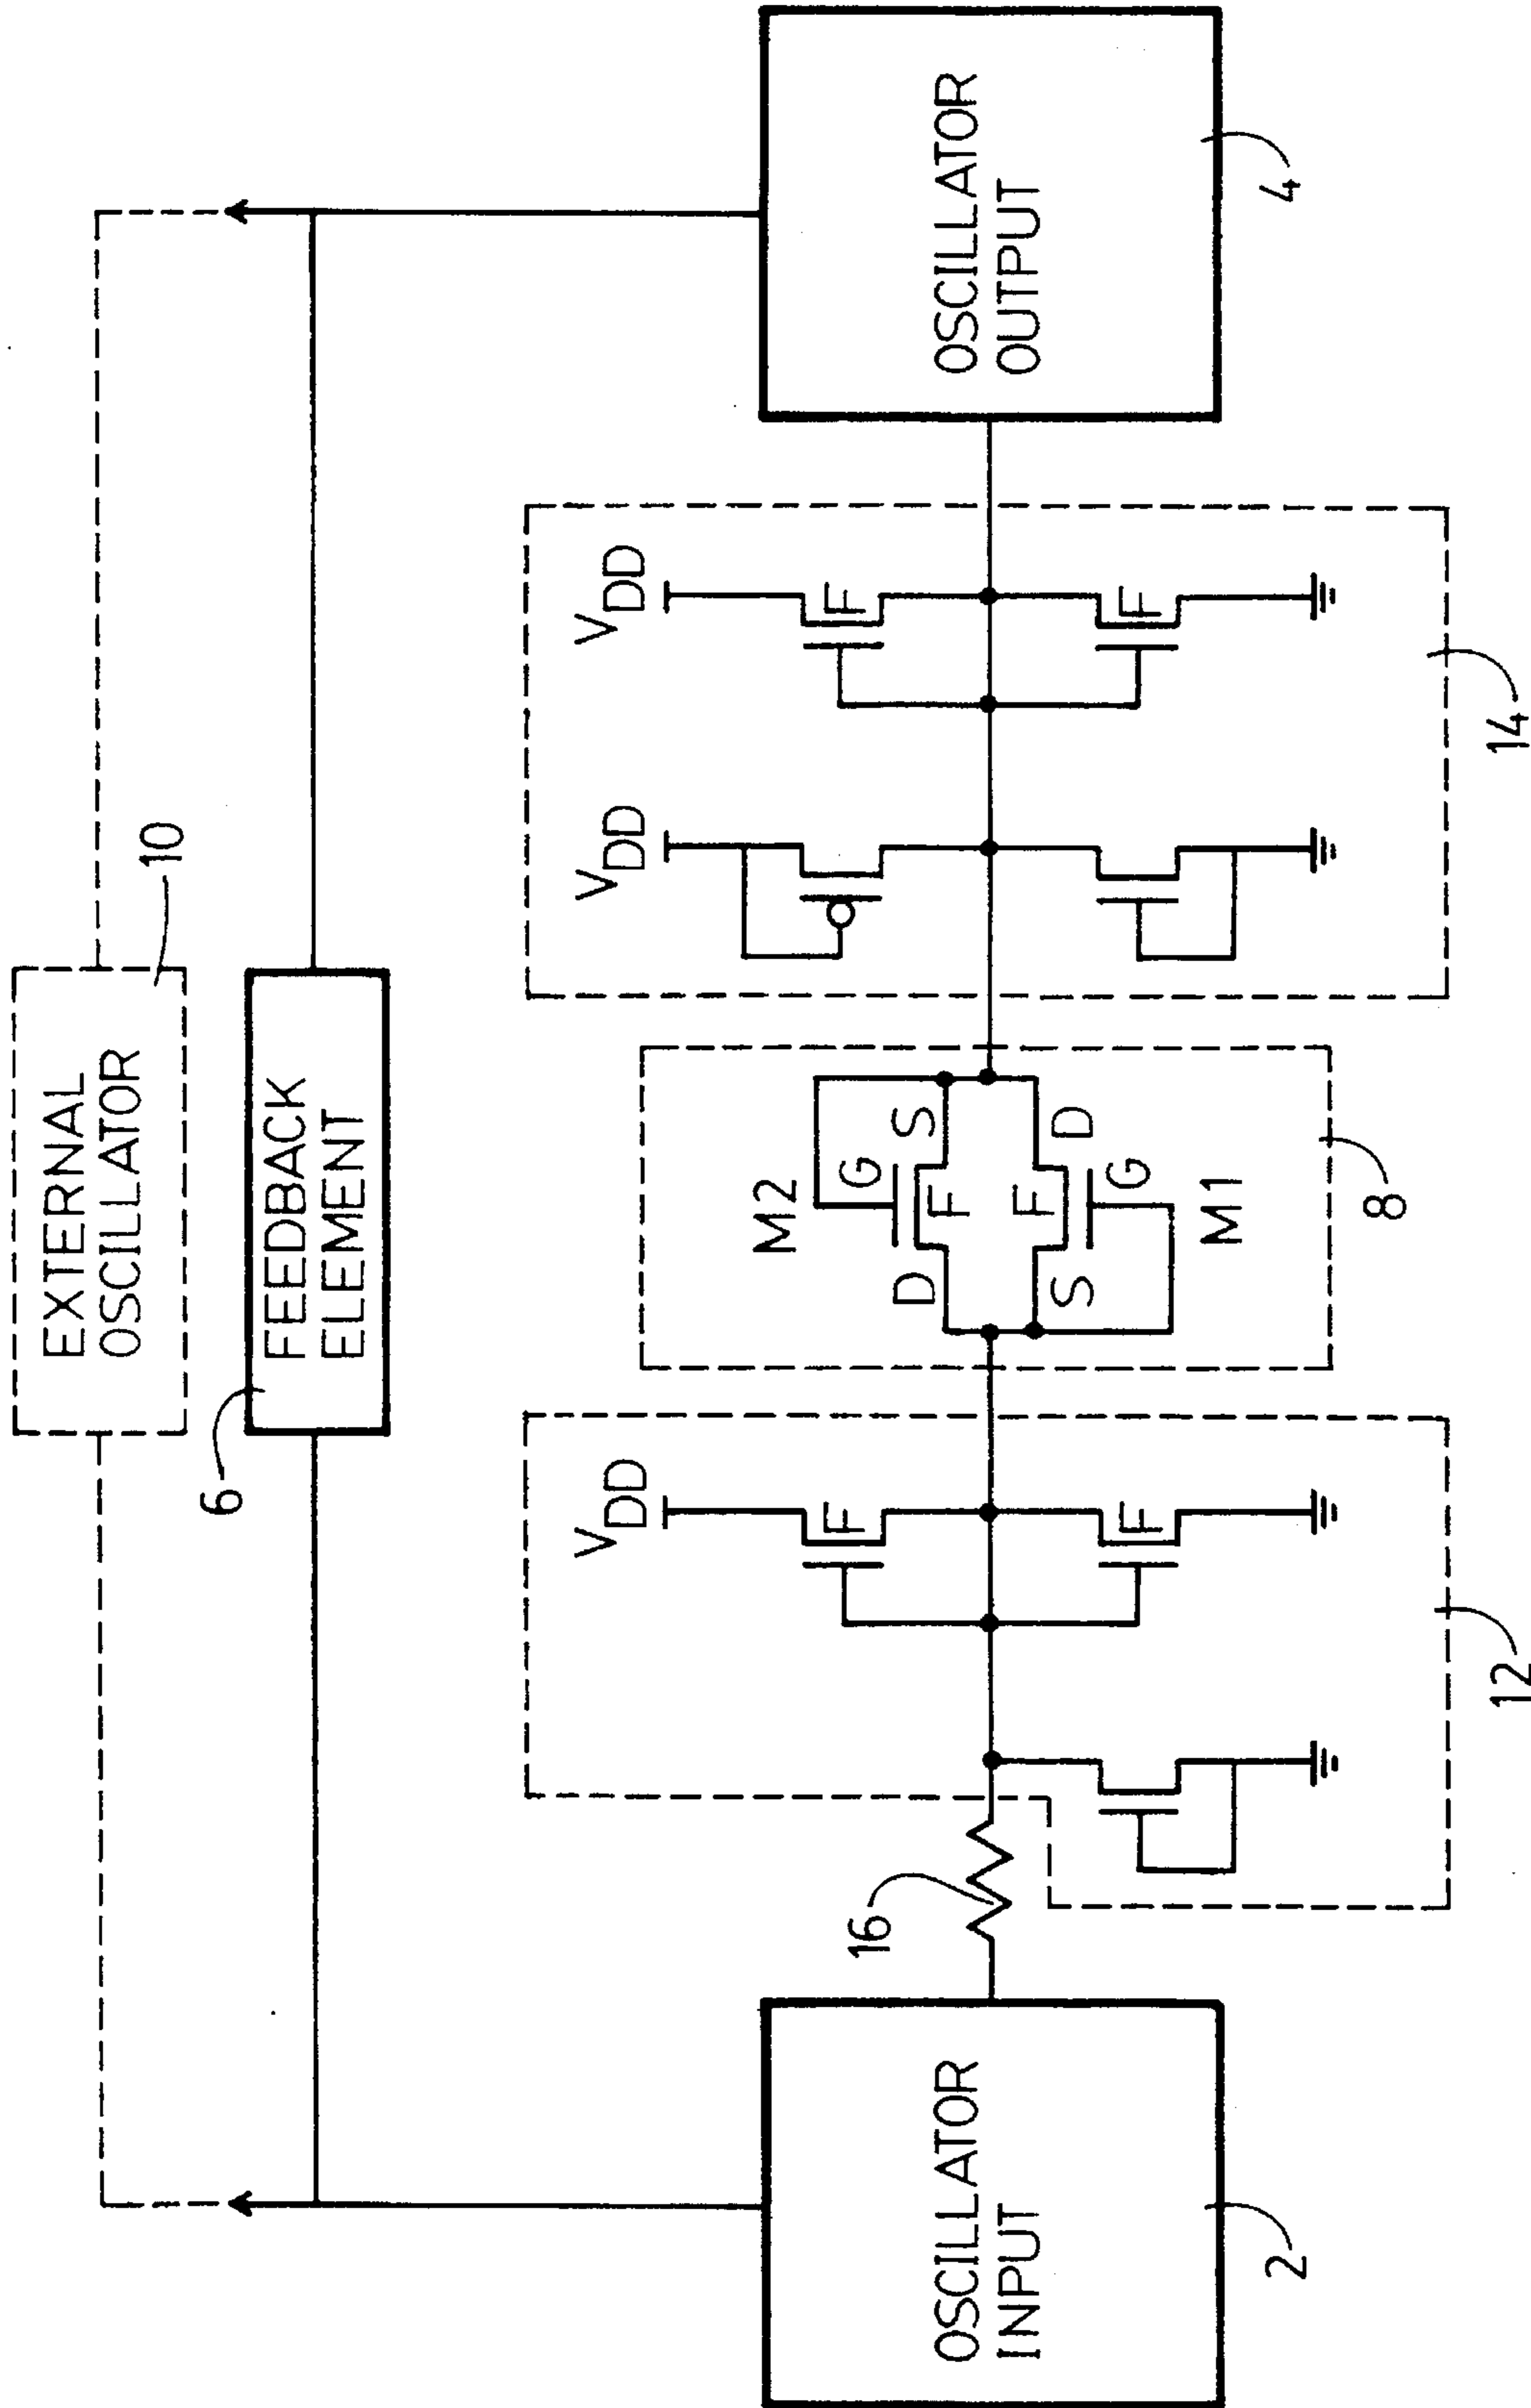 EXTERNAL
OSCILLATOR
10
FEEDBACK
ELEMENT
6
V
DD
V
DD
V
DD
M2
D
G
S
F
F
S
G
D
M1
8
F
F
F
F
16
12
14
OSCILLATOR
INPUT
2
OSCILLATOR
OUTPUT
4